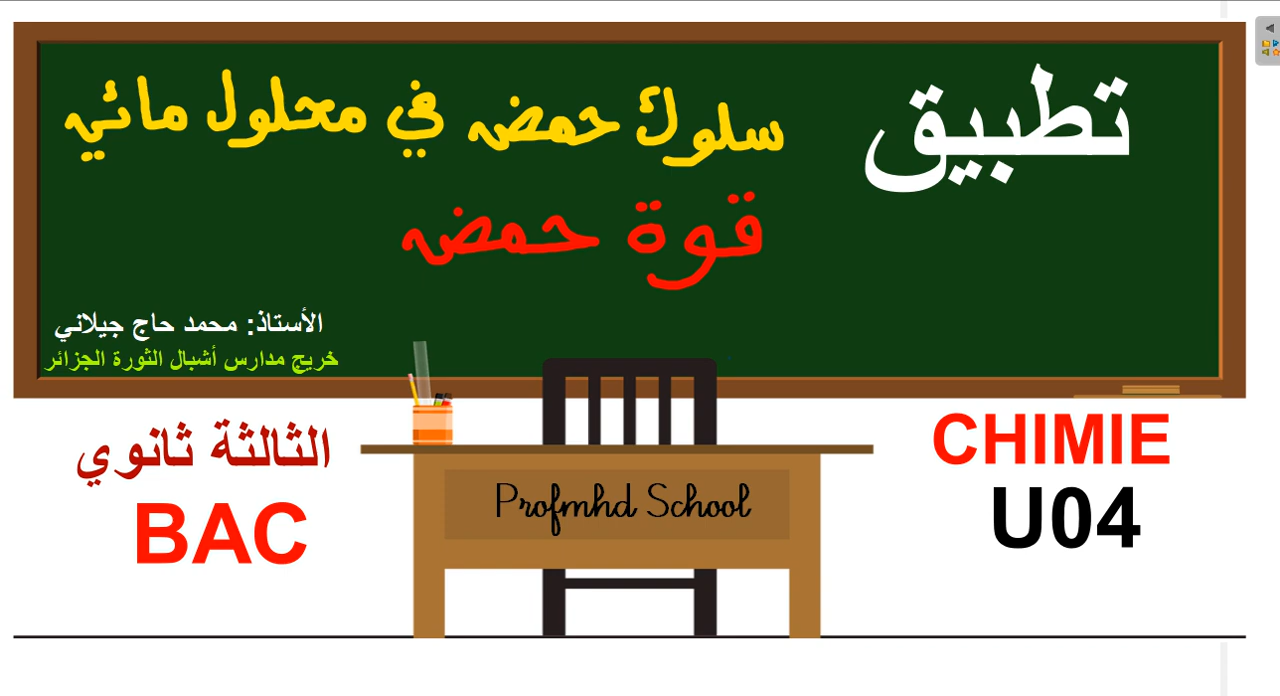 تطبيق
سلوك حمض في محلول مائي
قوة حمض
الأستاذ: محمد حاج جيلاني
خريج مدارس أشبال الثورة الجزائر
الثالثة ثانوي
BAC
Profmhd School
CHIMIE
U04